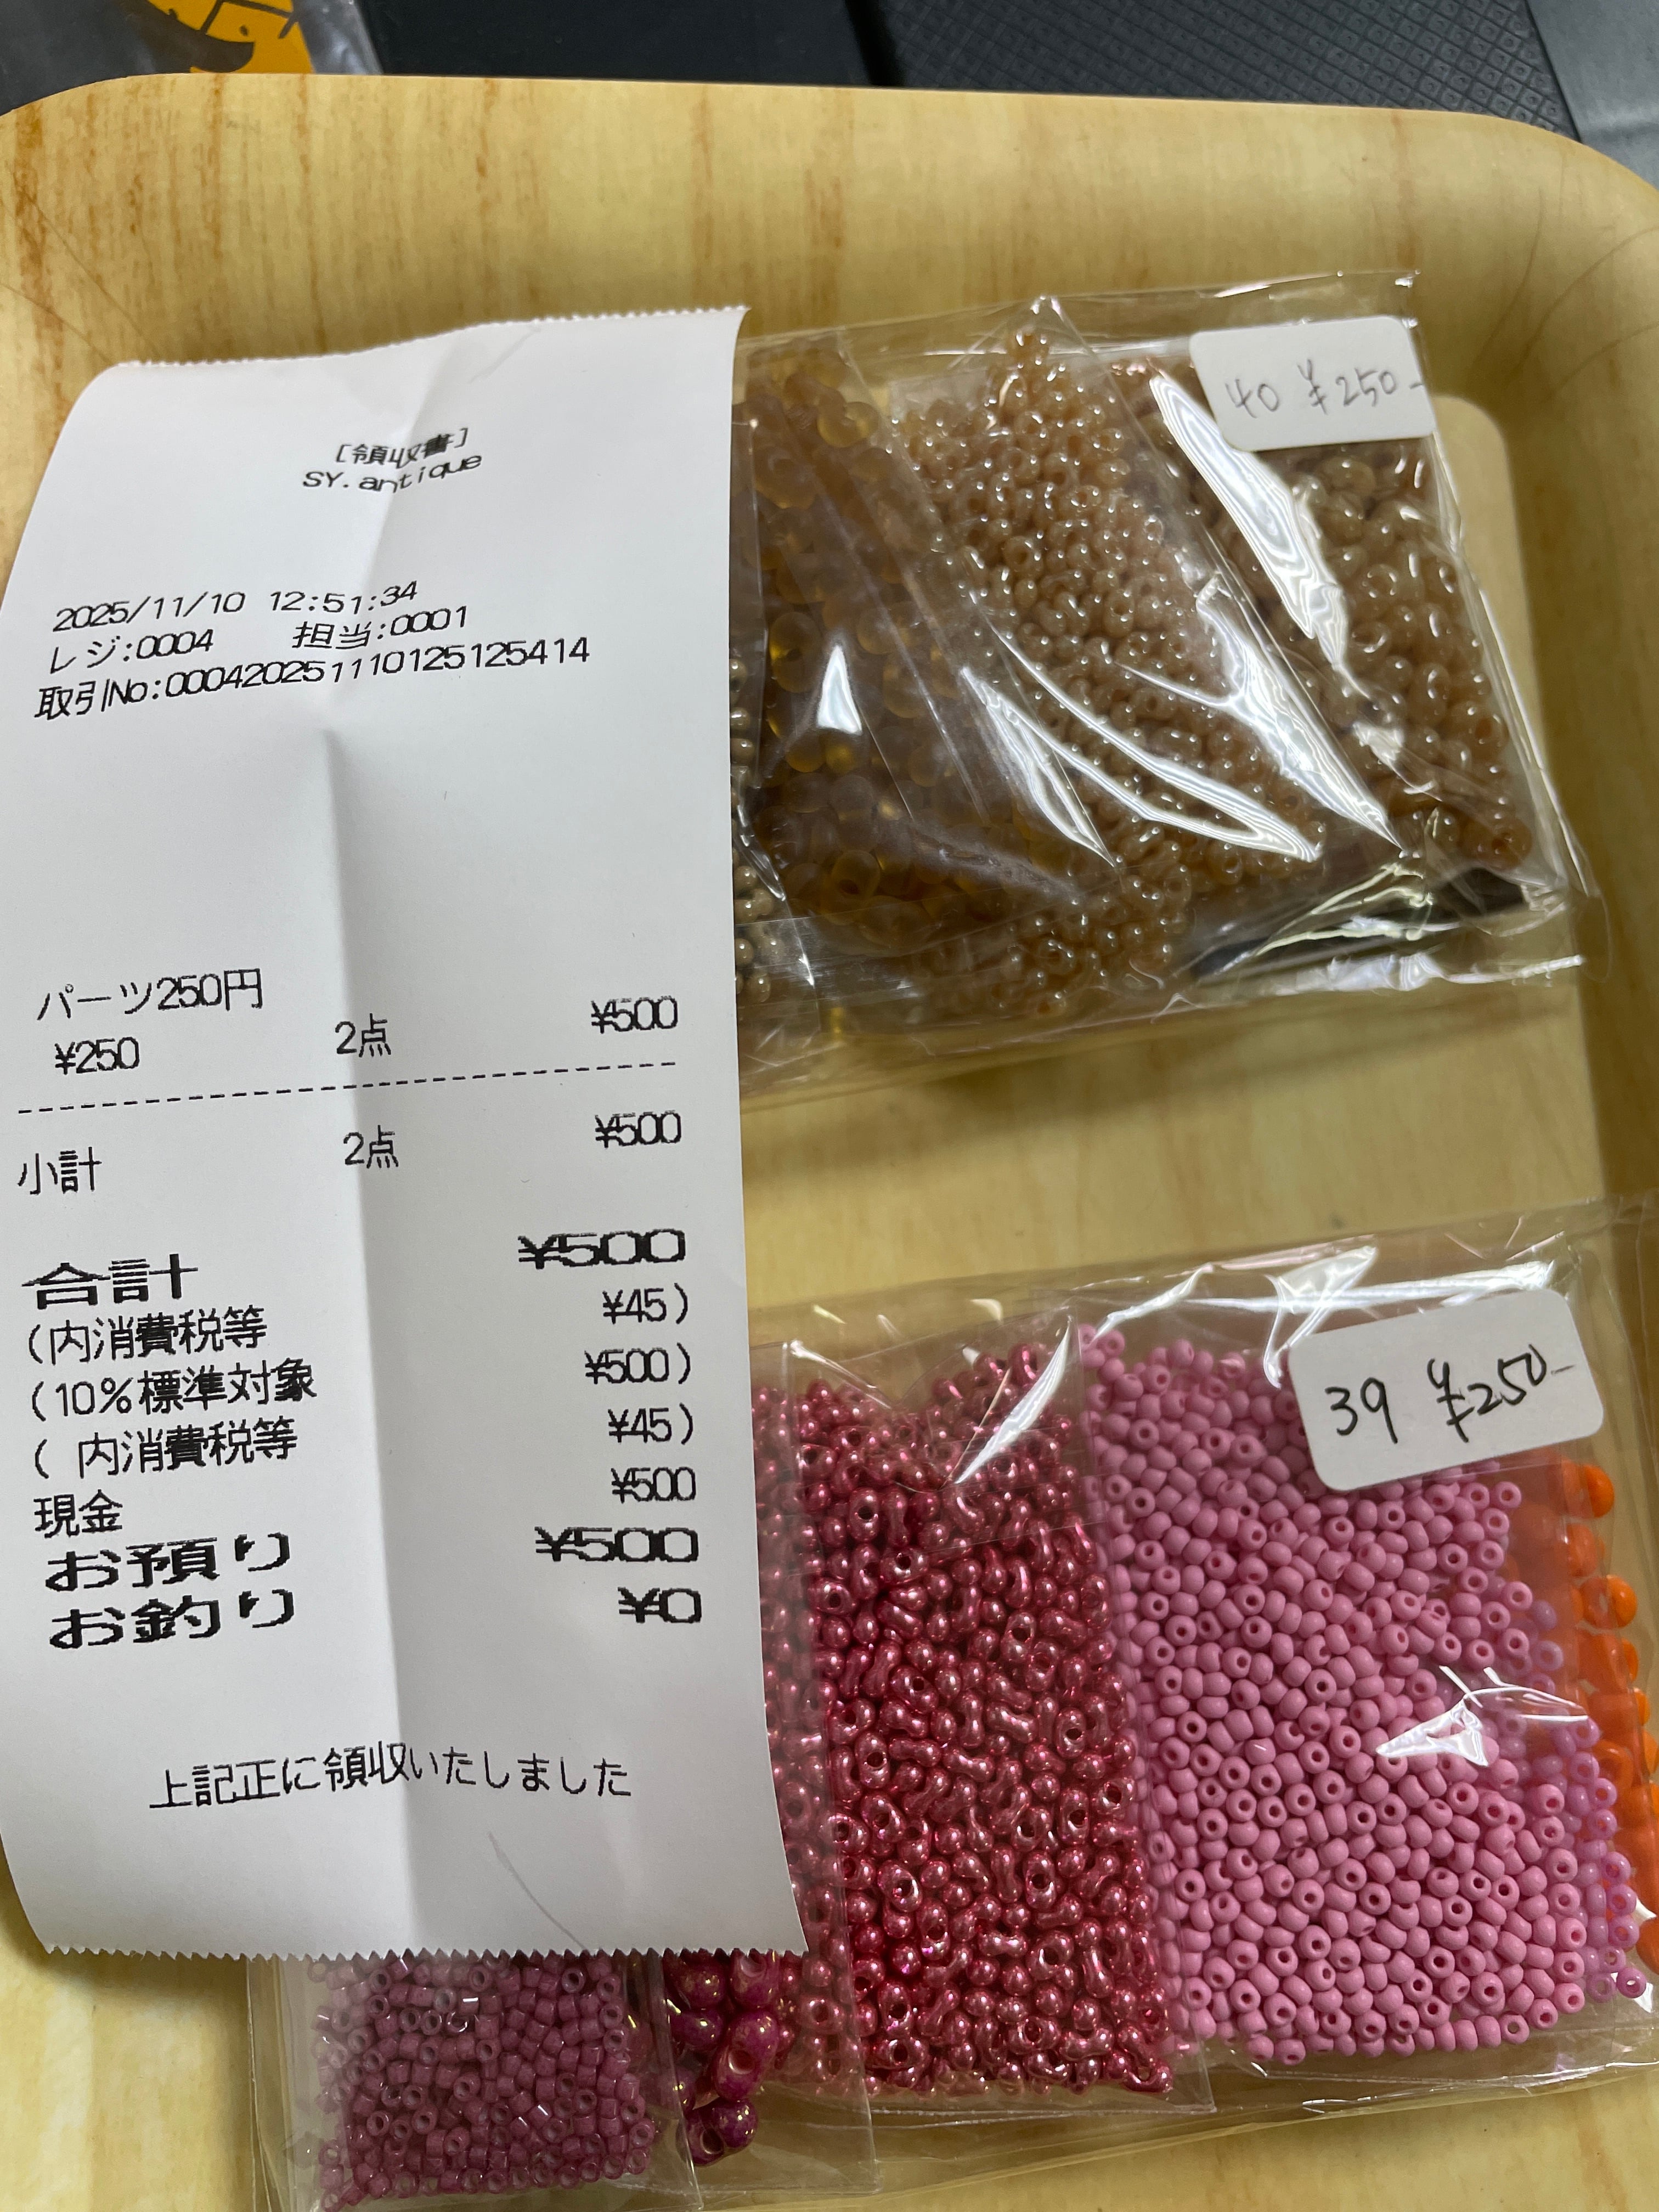 [領収書]
SY.antique
2025/11/10 12:51:34
レジ:0004 担当:0001
取引No:00042025111012512​5414
パーツ250円
¥250 2点 ¥500
小計 2点 ¥500
合計 ¥500
(内消費税等 ¥45)
(10%標準対象 ¥500)
( 内消費税等 ¥45)
現金 ¥500
お預り ¥500
お釣り ¥0
上記正に領収いたしました
40 ¥250-
39 ¥250-